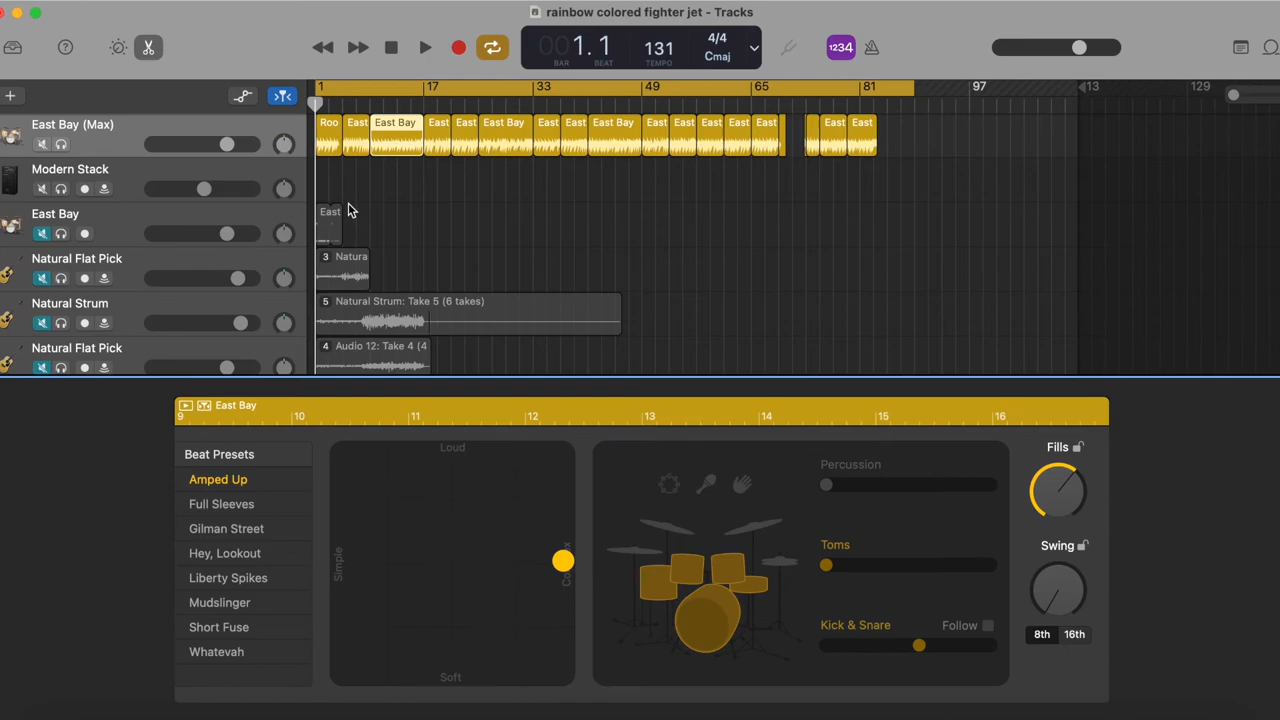 rainbow colored fighter jet - Tracks
001.1 131 4/4
Cmaj
BAR BEAT TEMPO
1234
1 17 33 49 65 81 97 13 129
East Bay (Max)
Roo East East Bay East East East Bay East East East Bay East East East East East East East
Modern Stack
East Bay
East
Natural Flat Pick
3 Natura
Natural Strum
5 Natural Strum: Take 5 (6 takes)
Natural Flat Pick
4 Audio 12: Take 4 (4
East Bay
9 10 11 12 13 14 15 16
Beat Presets
Amped Up
Full Sleeves
Gilman Street
Hey, Lookout
Liberty Spikes
Mudslinger
Short Fuse
Whatevah
Loud
Simple
Soft
Percussion
Toms
Kick & Snare Follow
Fills
Swing
8th 16th